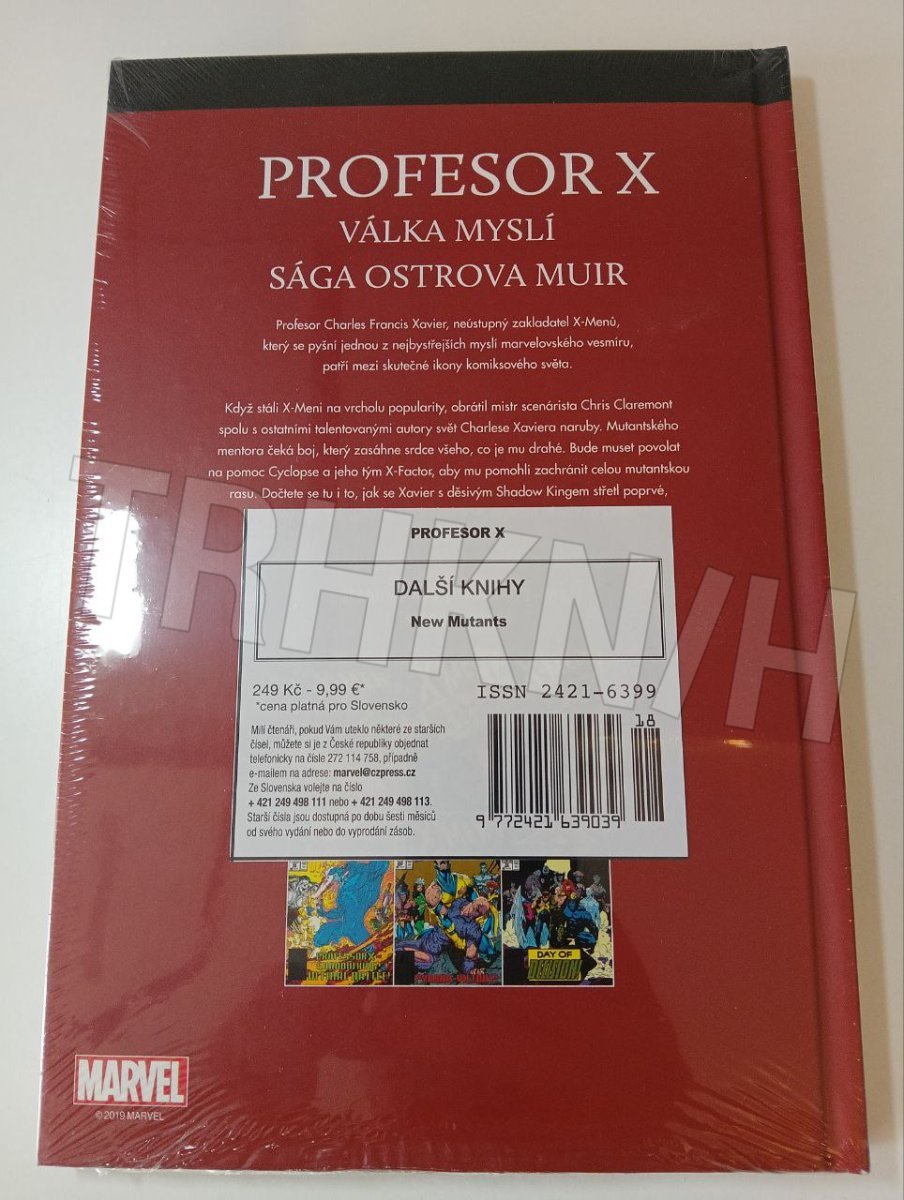 PROFESOR X
VÁLKA MYSLÍ
SÁGA OSTROVA MUIR
Profesor Charles Francis Xavier, neústupný zakladatel X-Menů,
který se pyšní jednou z nejbystřejších myslí marvelovského vesmíru,
patří mezi skutečné ikony komiksového světa.
Když stáli X-Meni na vrcholu popularity, obrátil mistr scenárista Chris Claremont
spolu s ostatními talentovanými autory svět Charlese Xaviera naruby. Mutantského
mentora čeká boj, který zasáhne srdce všeho, co je mu drahé. Bude muset povolat
na pomoc Cyclopse a jeho tým X-Factor, aby mu pomohli zachránit celou mutantskou
rasu. Dočtete se tu i to, jak se Xavier s děsivým Shadow Kingem střetl poprvé,
TRHKNIH
PROFESOR X
DALŠÍ KNIHY
New Mutants
249 Kč - 9,99 €*
*cena platná pro Slovensko
ISSN 2421-6399
18
Milí čtenáři, pokud Vám uteklo některé ze starších
čísel, můžete si je z České republiky objednat
telefonicky na čísle 272 114 758, případně
e-mailem na adrese: marvel@czpress.cz
Ze Slovenska volejte na číslo
+ 421 249 498 111 nebo + 421 249 498 113.
Starší čísla jsou dostupná po dobu šesti měsíců
od svého vydání nebo do vyprodání zásob.
9 772421 639039
DAY OF
MARVEL
© 2019 MARVEL